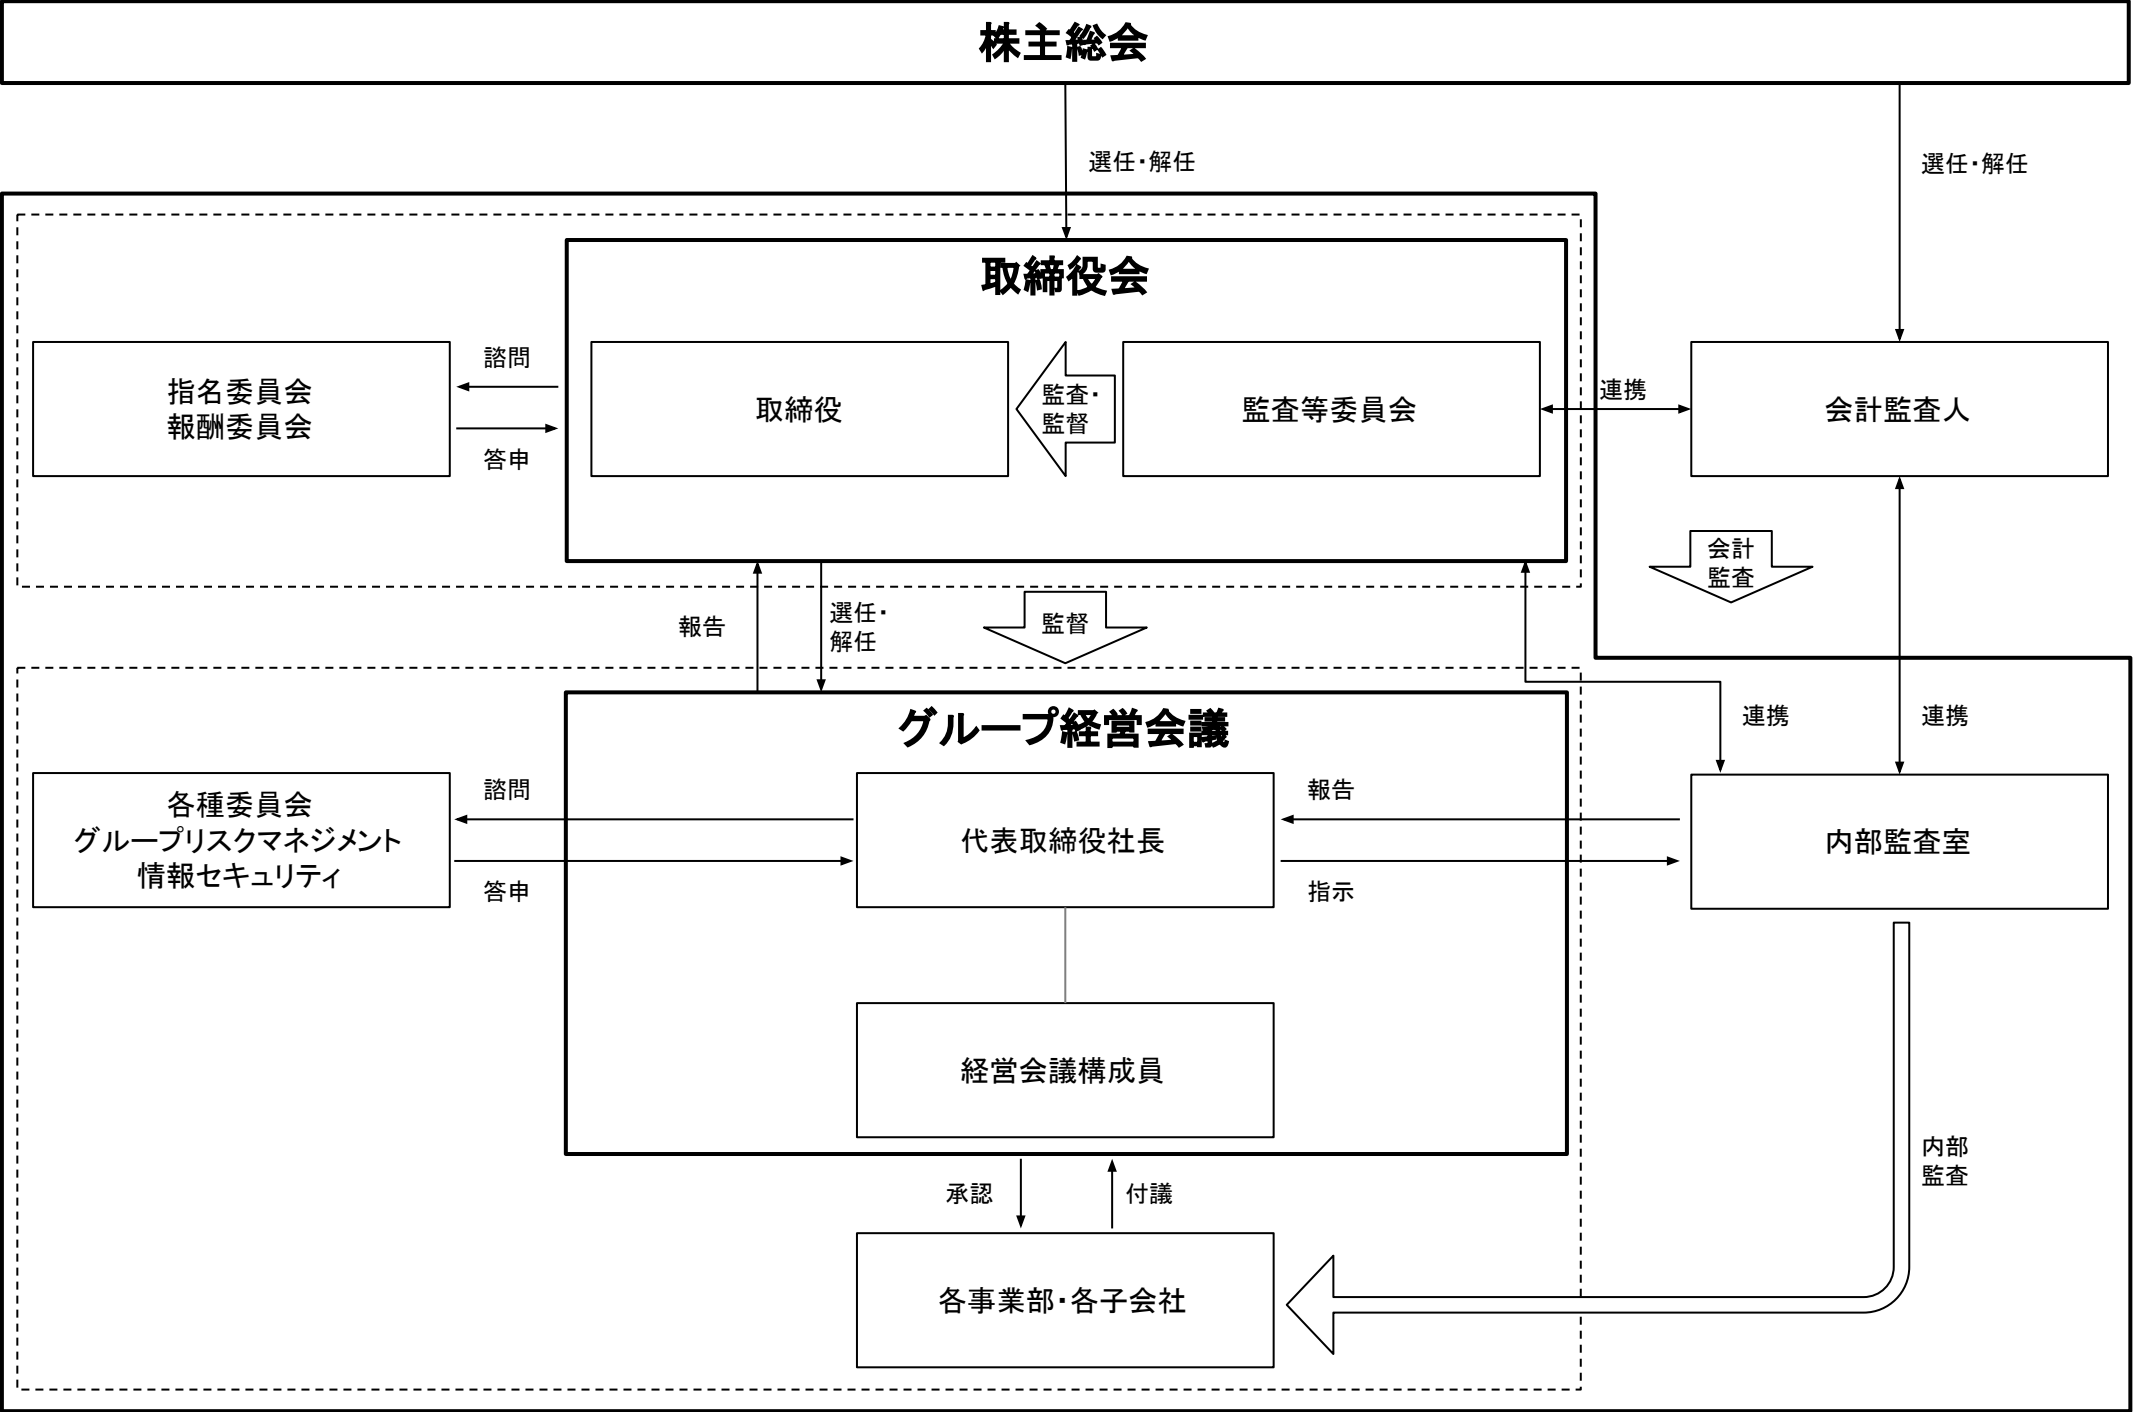 株主総会
選任・解任
選任・解任
取締役会
指名委員会
報酬委員会
諮問
答申
取締役
監査・
監督
監査等委員会
連携
会計監査人
会計
監査
報告
選任・
解任
監督
グループ経営会議
連携
連携
各種委員会
グループリスクマネジメント
情報セキュリティ
諮問
答申
代表取締役社長
報告
指示
内部監査室
経営会議構成員
内部
監査
承認
付議
各事業部・各子会社